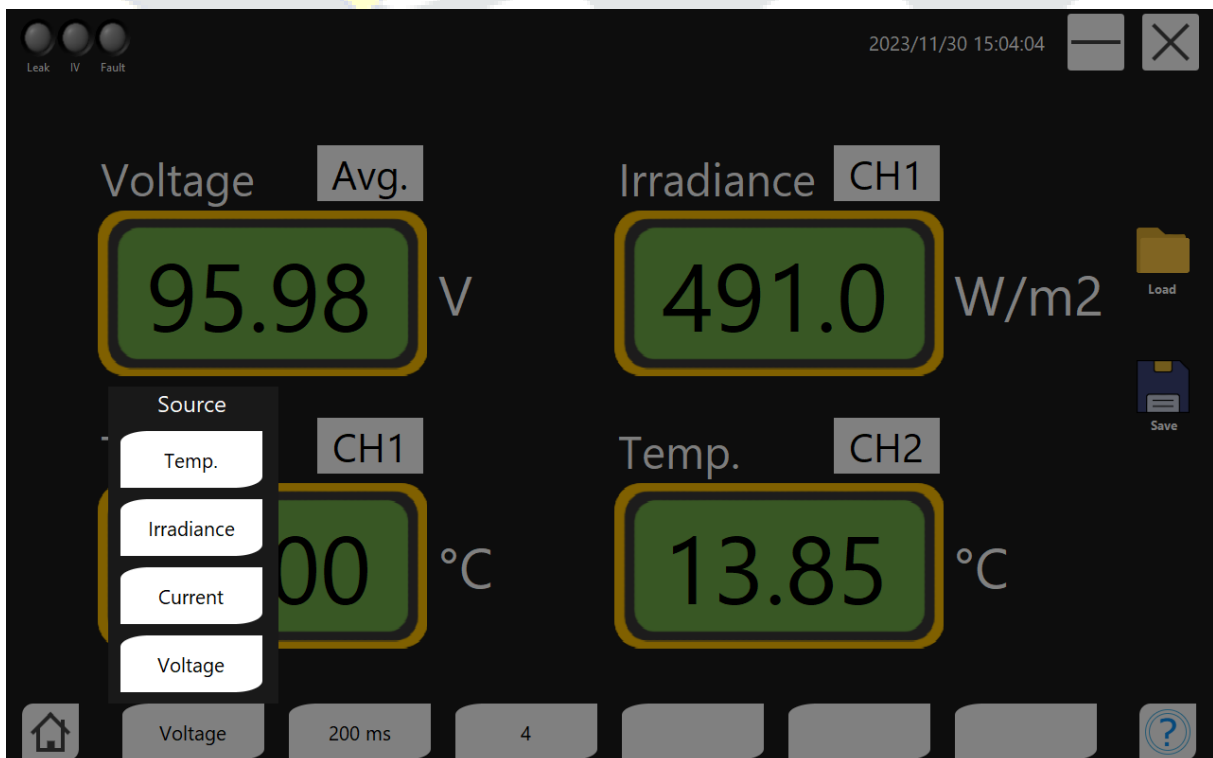 2023/11/30 15:04:04
Leak IV Fault
Voltage Avg.
Irradiance CH1
95.98 V
491.0 W/m2
Load
Source
Temp.
Irradiance
Current
Voltage
CH1
00 °C
Temp. CH2
13.85 °C
Save
Voltage
200 ms
4
?